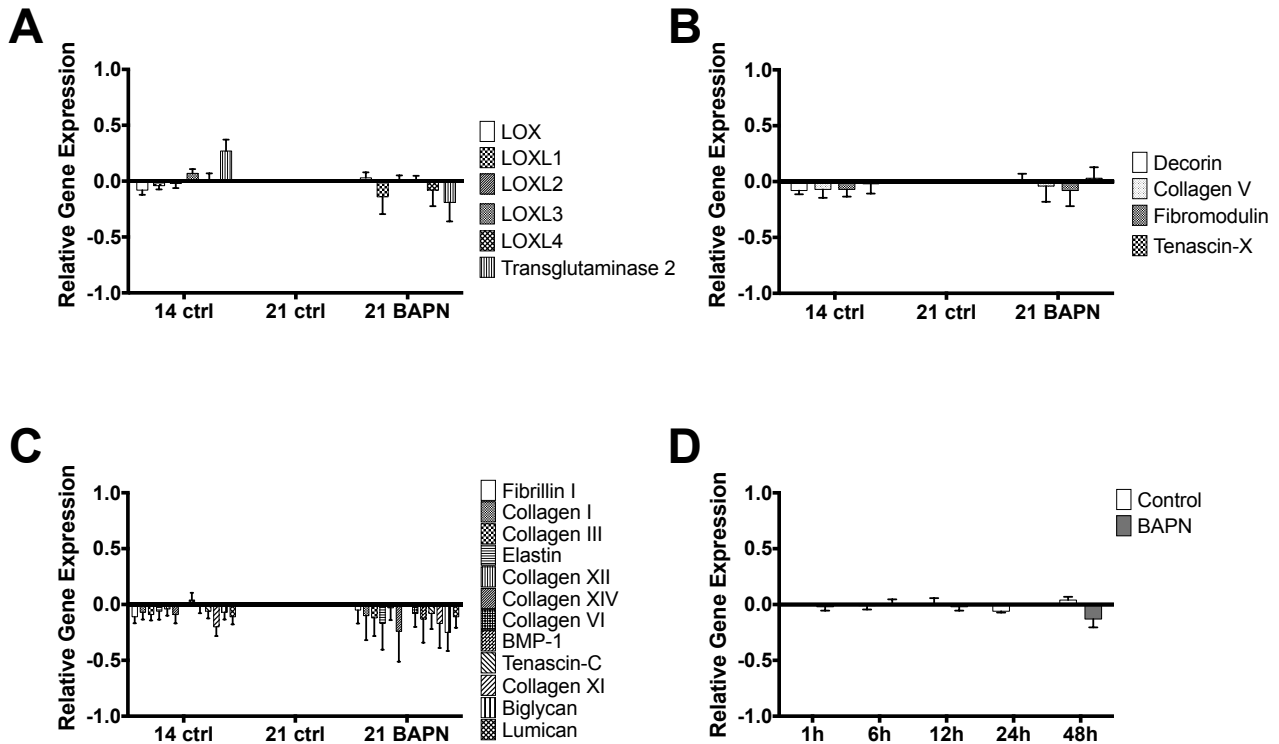 A
Relative Gene Expression
1.0
0.5
0.0
-0.5
-1.0
14 ctrl
21 ctrl
21 BAPN
LOX
LOXL1
LOXL2
LOXL3
LOXL4
Transglutaminase 2
B
Relative Gene Expression
1.0
0.5
0.0
-0.5
-1.0
14 ctrl
21 ctrl
21 BAPN
Decorin
Collagen V
Fibromodulin
Tenascin-X
C
Relative Gene Expression
1.0
0.5
0.0
-0.5
-1.0
14 ctrl
21 ctrl
21 BAPN
Fibrillin I
Collagen I
Collagen III
Elastin
Collagen XII
Collagen XIV
Collagen VI
BMP-1
Tenascin-C
Collagen XI
Biglycan
Lumican
D
Relative Gene Expression
1.0
0.5
0.0
-0.5
-1.0
1h
6h
12h
24h
48h
Control
BAPN